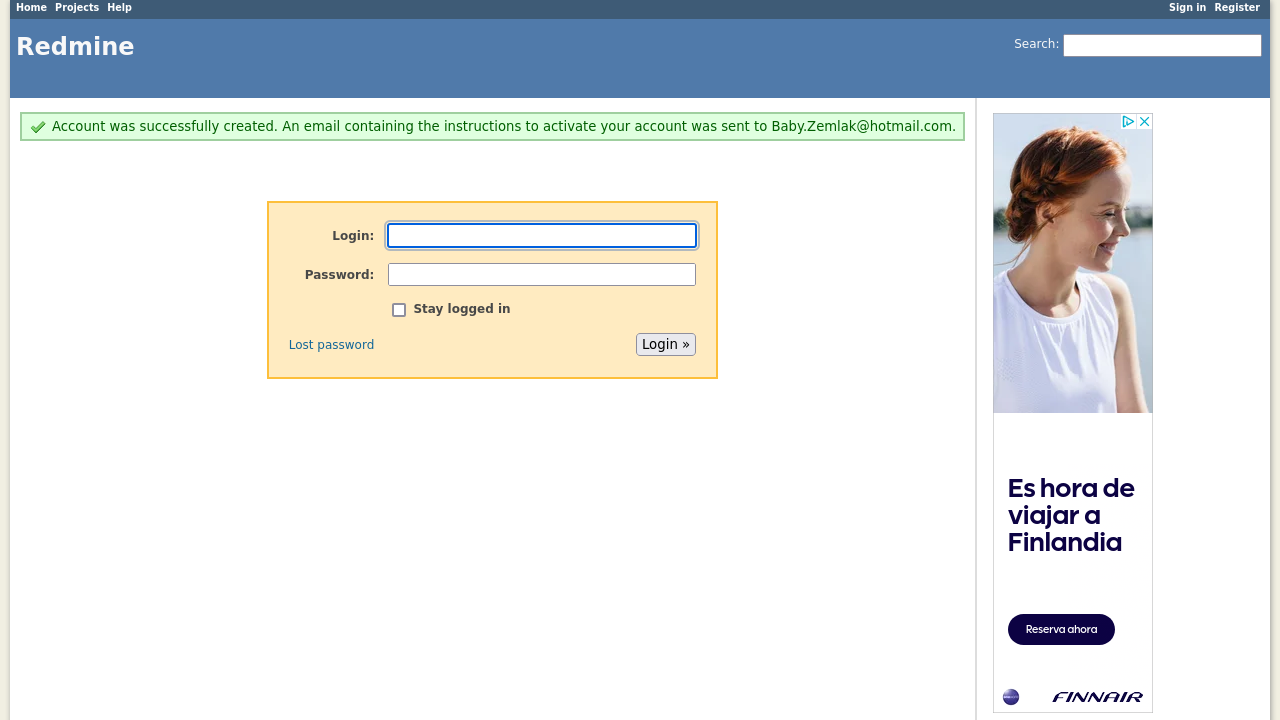 Home Projects Help
Sign in Register
Redmine
Search:
Account was successfully created. An email containing the instructions to activate your account was sent to Baby.Zemlak@hotmail.com.
Login:
Password:
Stay logged in
Lost password
Login »
Es hora de
viajar a
Finlandia
Reserva ahora
FINNAIR